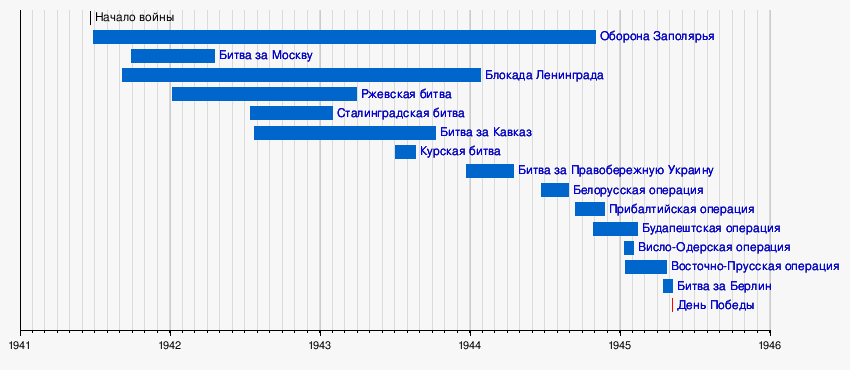 Начало войны
Оборона Заполярья
Битва за Москву
Блокада Ленинграда
Ржевская битва
Сталинградская битва
Битва за Кавказ
Курская битва
Битва за Правобережную Украину
Белорусская операция
Прибалтийская операция
Будапештская операция
Висло-Одерская операция
Восточно-Прусская операция
Битва за Берлин
День Победы
1941 1942 1943 1944 1945 1946